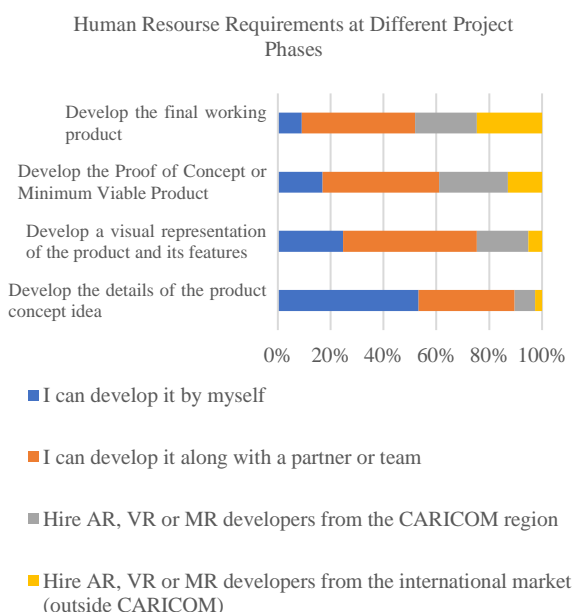 Human Resourse Requirements at Different Project
Phases
Develop the final working
product
Develop the Proof of Concept or
Minimum Viable Product
Develop a visual representation
of the product and its features
Develop the details of the product
concept idea
0% 20% 40% 60% 80% 100%
I can develop it by myself
I can develop it along with a partner or team
Hire AR, VR or MR developers from the CARICOM region
Hire AR, VR or MR developers from the international market
(outside CARICOM)